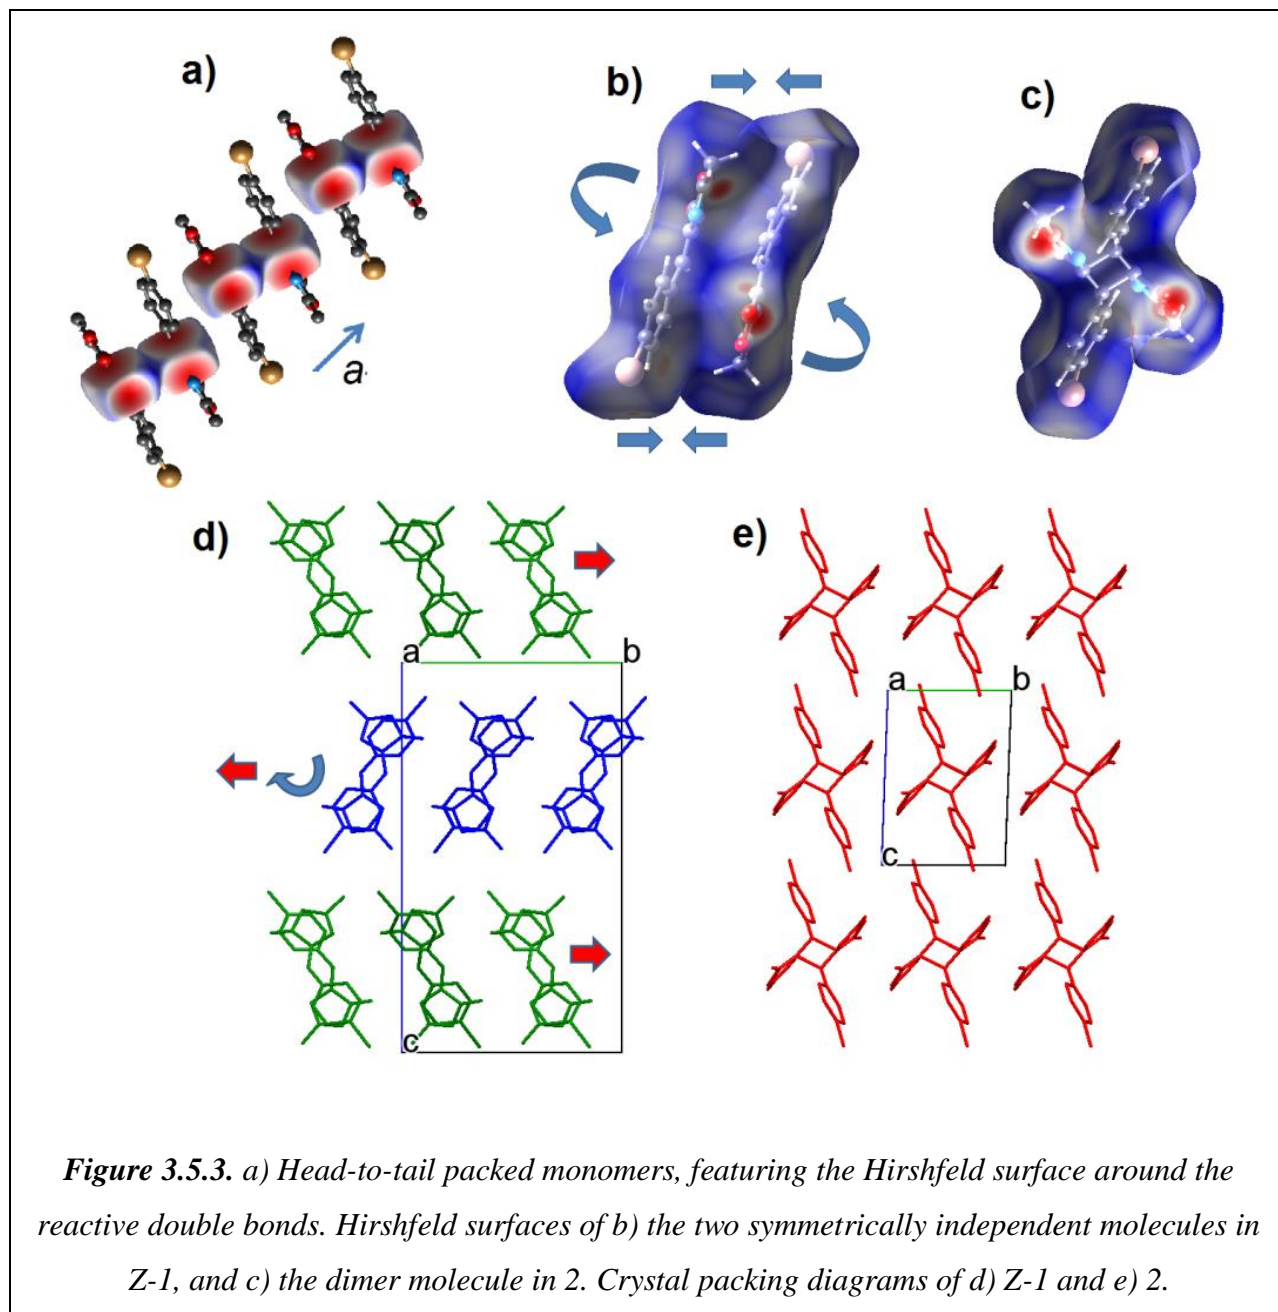 a)
b)
c)
a
d)
e)
a
b
c
a
b
c
Figure 3.5.3. a) Head-to-tail packed monomers, featuring the Hirshfeld surface around the
reactive double bonds. Hirshfeld surfaces of b) the two symmetrically independent molecules in
Z-1, and c) the dimer molecule in 2. Crystal packing diagrams of d) Z-1 and e) 2.